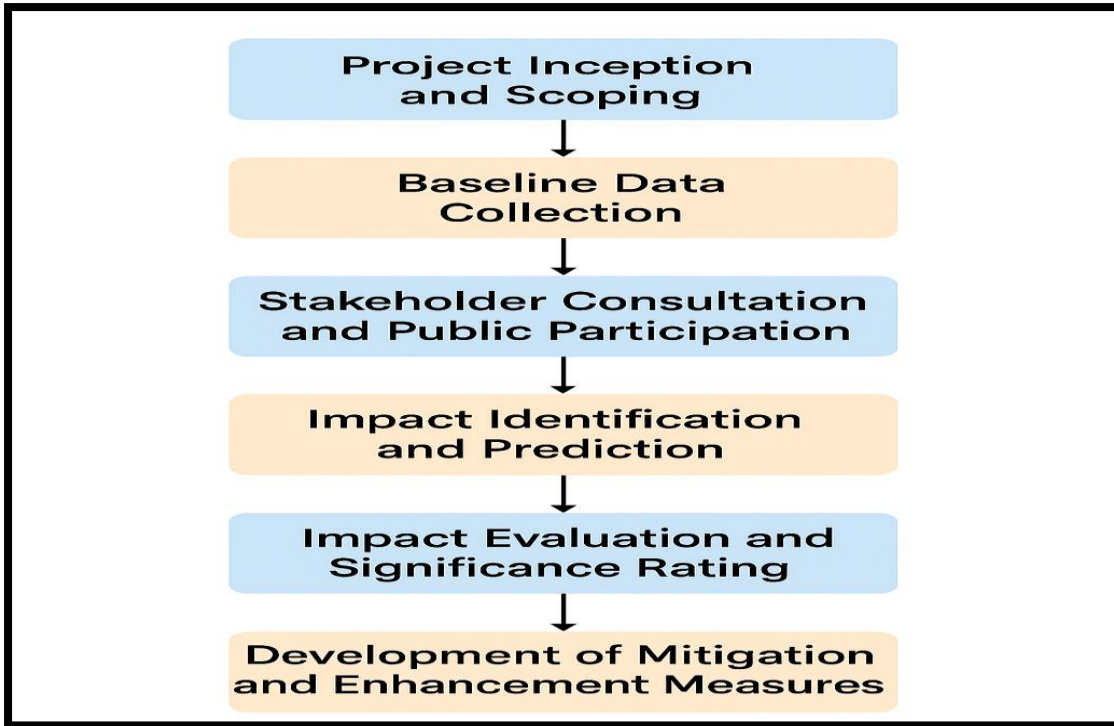 Project Inception
and Scoping
Baseline Data
Collection
Stakeholder Consultation
and Public Participation
Impact Identification
and Prediction
Impact Evaluation and
Significance Rating
Development of Mitigation
and Enhancement Measures